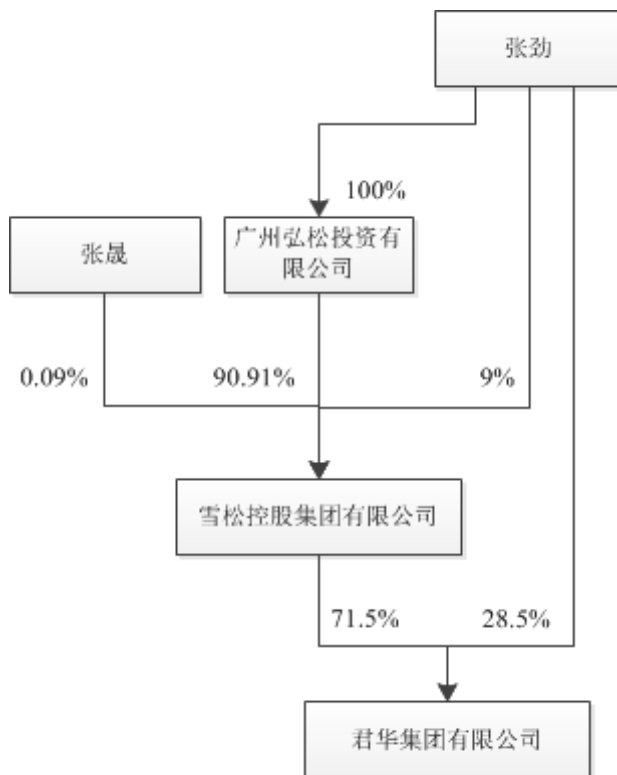 张劲
100%
张晟
广州弘松投资有
限公司
0.09%
90.91%
9%
雪松控股集团有限公司
71.5%
28.5%
君华集团有限公司